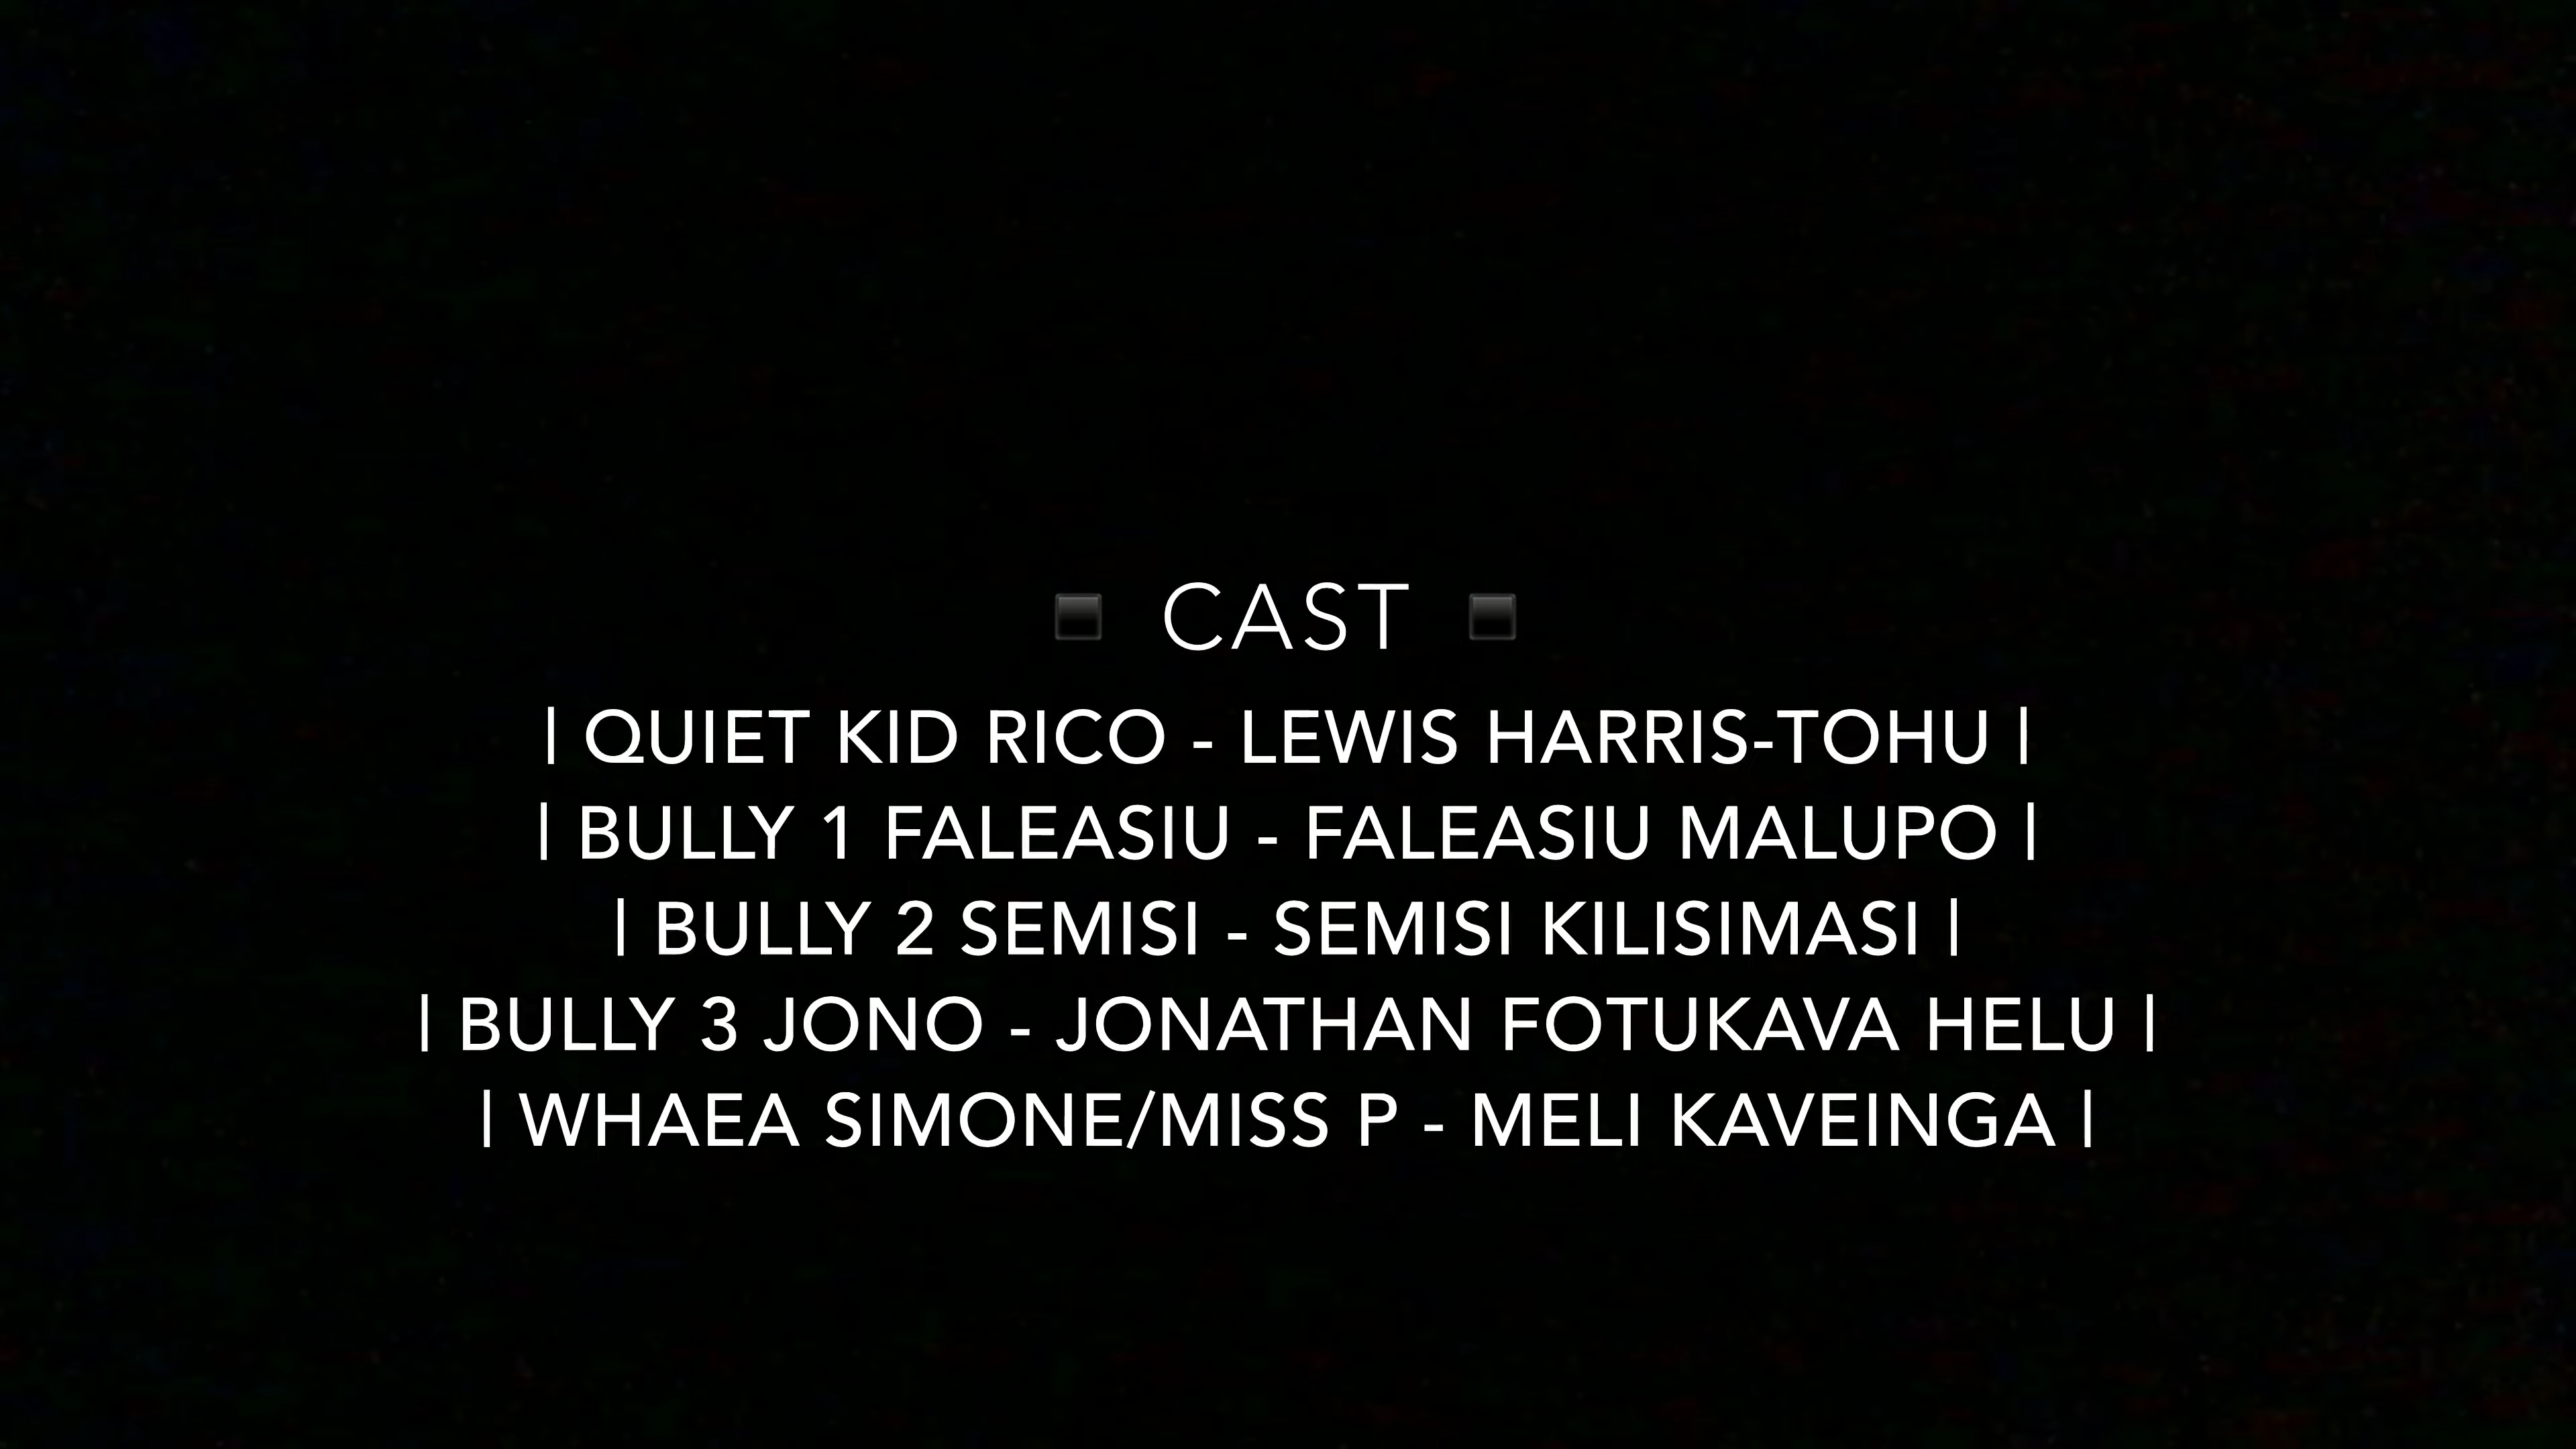 CAST
| QUIET KID RICO - LEWIS HARRIS-TOHU |
| BULLY 1 FALEASIU - FALEASIU MALUPO |
| BULLY 2 SEMISI - SEMISI KILISIMASI |
| BULLY 3 JONO - JONATHAN FOTUKAVA HELU |
| WHAEA SIMONE/MISS P - MELI KAVEINGA |